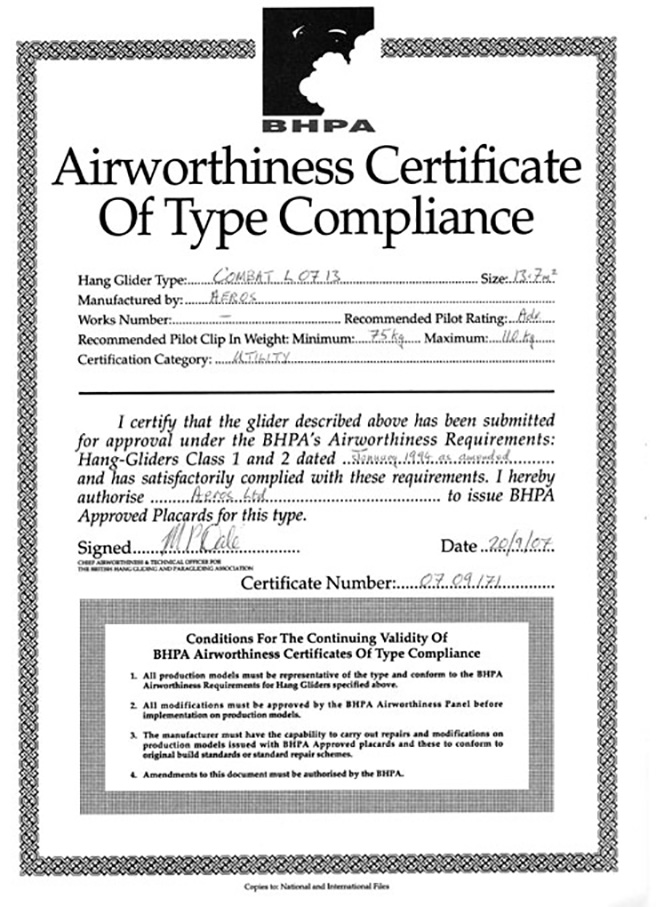 BHPA
Airworthiness Certificate
Of Type Compliance
Hang Glider Type:......COMBAT L 07 13......Size:.13.7m²
Manufactured by:......AEROS......
Works Number:......–......Recommended Pilot Rating:..Adv....
Recommended Pilot Clip In Weight: Minimum:....75kg.....Maximum:....110 kg...
Certification Category: ....UTILITY......
I certify that the glider described above has been submitted
for approval under the BHPA's Airworthiness Requirements:
Hang-Gliders Class 1 and 2 dated ..January 1994 as amended.........
and has satisfactorily complied with these requirements. I hereby
authorise .........Aeros Ltd......... to issue BHPA
Approved Placards for this type.
Signed....MP Dale......... Date ..20/9/07.
CHIEF AIRWORTHINESS & TECHNICAL OFFICER FOR
THE BRITISH HANG GLIDING AND PARAGLIDING ASSOCIATION
Certificate Number:.....07.09171.........
Conditions For The Continuing Validity Of
BHPA Airworthiness Certificates Of Type Compliance
1. All production models must be representative of the type and conform to the BHPA
Airworthiness Requirements for Hang Gliders specified above.
2. All modifications must be approved by the BHPA Airworthiness Panel before
implementation on production models.
3. The manufacturer must have the capability to carry out repairs and modifications on
production models issued with BHPA Approved placards and these to conform to
original build standards or standard repair schemes.
4. Amendments to this document must be authorised by the BHPA.
Copies to: National and International Files